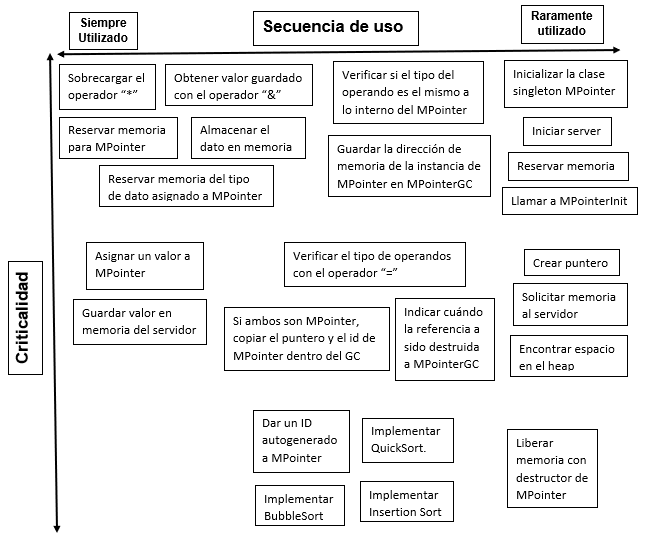 Siempre
Utilizado
Secuencia de uso
Raramente
utilizado
Sobrecargar el
operador “*”
Obtener valor guardado
con el operador “&”
Verificar si el tipo del
operando es el mismo a
lo interno del MPointer
Inicializar la clase
singleton MPointer
Reservar memoria
para MPointer
Almacenar el
dato en memoria
Iniciar server
Guardar la dirección de
memoria de la instancia de
MPointer en MPointerGC
Reservar memoria
Reservar memoria del tipo
de dato asignado a MPointer
Llamar a MPointerInit
Criticalidad
Asignar un valor a
MPointer
Verificar el tipo de operandos
con el operador “=”
Crear puntero
Guardar valor en
memoria del servidor
Si ambos son MPointer,
copiar el puntero y el id de
MPointer dentro del GC
Indicar cuándo
la referencia a
sido destruida
a MPointerGC
Solicitar memoria
al servidor
Encontrar espacio
en el heap
Dar un ID
autogenerado
a MPointer
Implementar
QuickSort.
Liberar
memoria con
destructor de
MPointer
Implementar
BubbleSort
Implementar
Insertion Sort